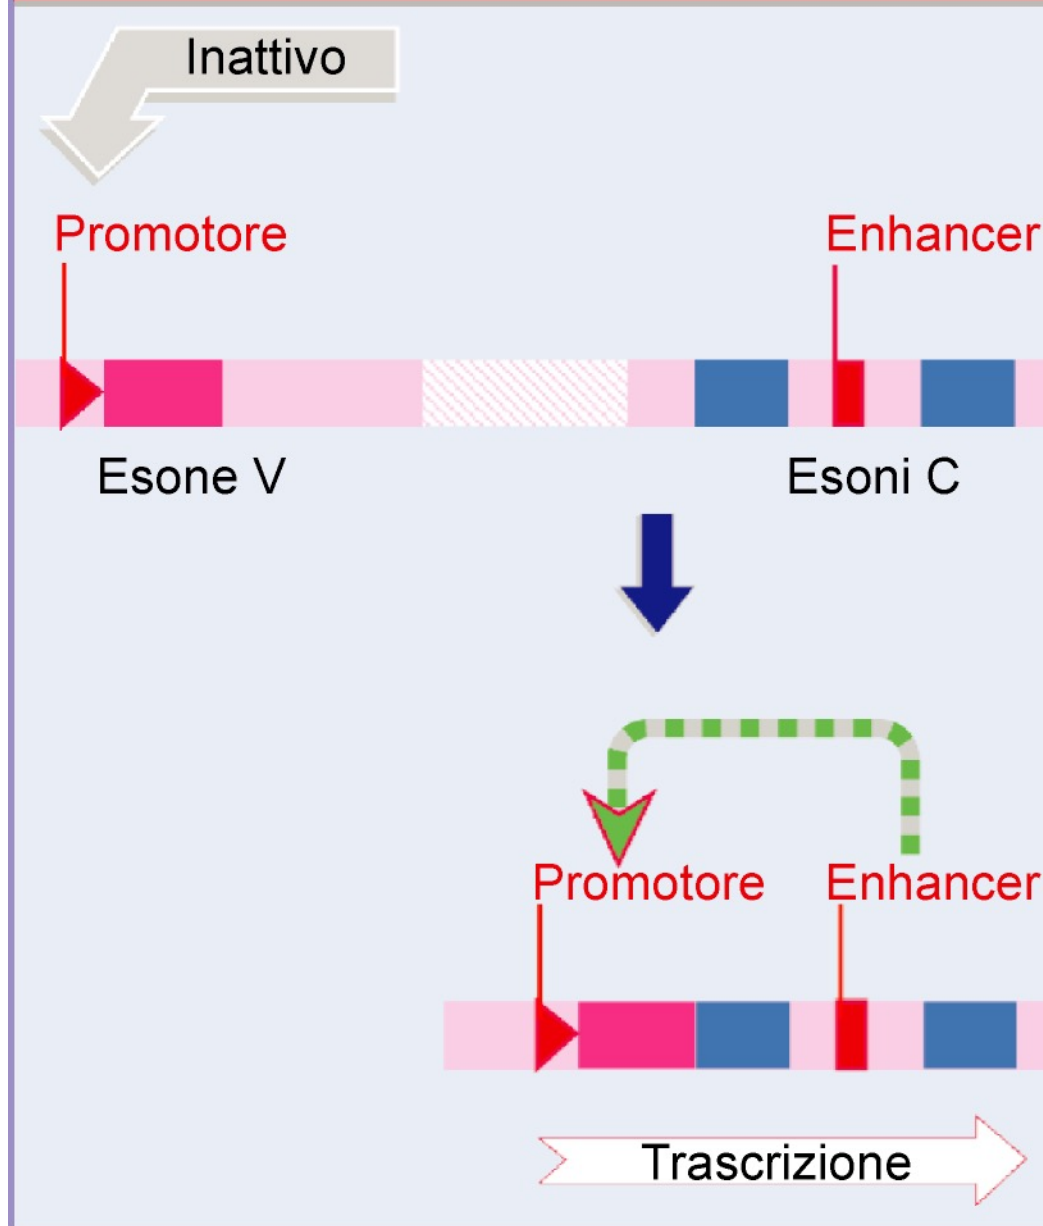 Inattivo
Promotore Enhancer
Esone V Esoni C
Promotore Enhancer
Trascrizione